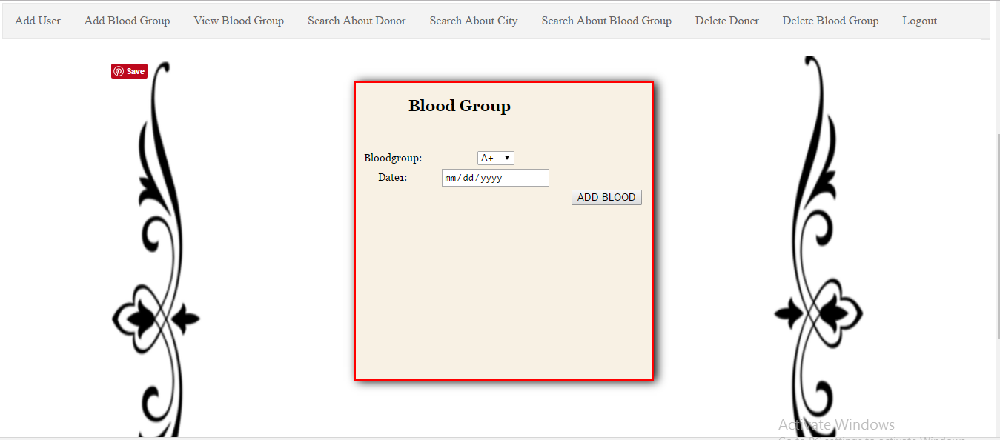 Add User Add Blood Group View Blood Group Search About Donor Search About City Search About Blood Group Delete Doner Delete Blood Group Logout
Save
Blood Group
Bloodgroup: A+
Date1: mm/dd/yyyy
ADD BLOOD
Activate Windows